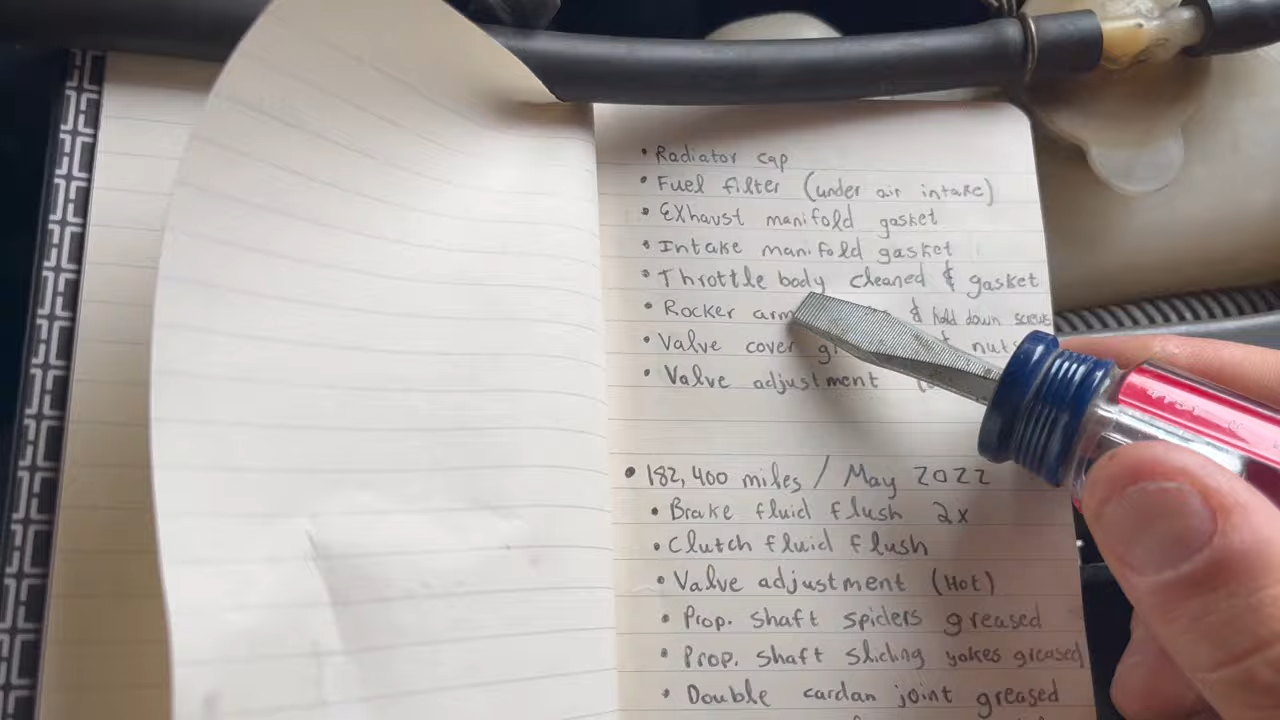 • Radiator cap
• Fuel filter (under air intake)
• Exhaust manifold gasket
• Intake manifold gasket
• Throttle body cleaned & gasket
• Rocker arm & hold down screws
• Valve cover nuts
• Valve adjustment
• 182,400 miles / May 2022
• Brake fluid flush 2x
• Clutch fluid flush
• Valve adjustment (Hot)
• Prop. shaft spiders greased
• Prop. shaft sliding yokes greased
• Double cardan joint greased